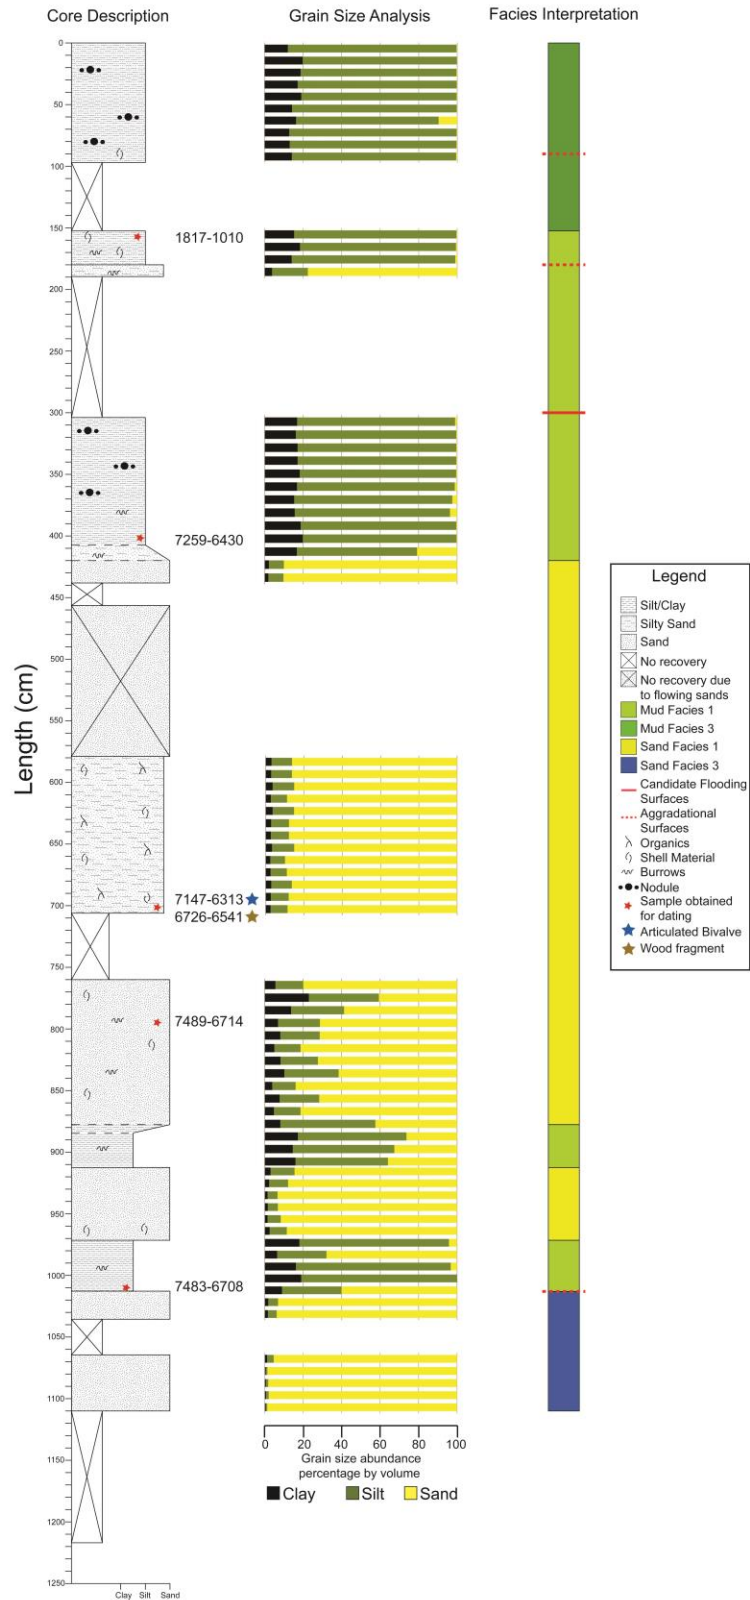 Core Description
Grain Size Analysis
Facies Interpretation
0
50
100
150
1817-1010
200
250
300
350
400
7259-6430
450
500
550
600
650
7147-6313
700
6726-6541
750
7489-6714
800
850
900
950
1000
7483-6708
1050
1100
1150
1200
1250
Length (cm)
Clay Silt Sand
0 20 40 60 80 100
Grain size abundance
percentage by volume
Clay Silt Sand
Legend
Silt/Clay
Silty Sand
Sand
No recovery
No recovery due
to flowing sands
Mud Facies 1
Mud Facies 3
Sand Facies 1
Sand Facies 3
Candidate Flooding
Surfaces
Aggradational
Surfaces
Organics
Shell Material
Burrows
Nodule
Sample obtained
for dating
Articulated Bivalve
Wood fragment